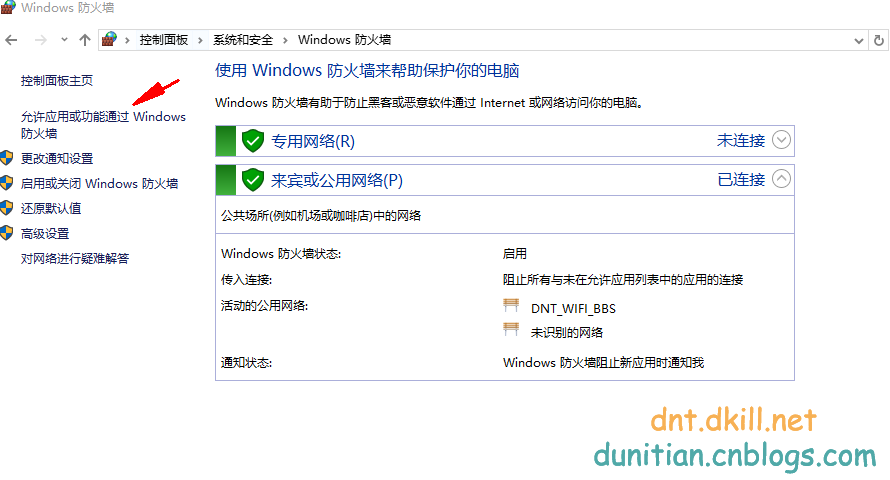 Windows 防火墙
控制面板 › 系统和安全 › Windows 防火墙
控制面板主页
允许应用或功能通过 Windows
防火墙
更改通知设置
启用或关闭 Windows 防火墙
还原默认值
高级设置
对网络进行疑难解答
使用 Windows 防火墙来帮助保护你的电脑
Windows 防火墙有助于防止黑客或恶意软件通过 Internet 或网络访问你的电脑。
专用网络(R) 未连接
来宾或公用网络(P) 已连接
公共场所(例如机场或咖啡店)中的网络
Windows 防火墙状态: 启用
传入连接: 阻止所有与未在允许应用列表中的应用的连接
活动的公用网络: DNT_WIFI_BBS
未识别的网络
通知状态: Windows 防火墙阻止新应用时通知我
dnt.dkill.net
dunitian.cnblogs.com